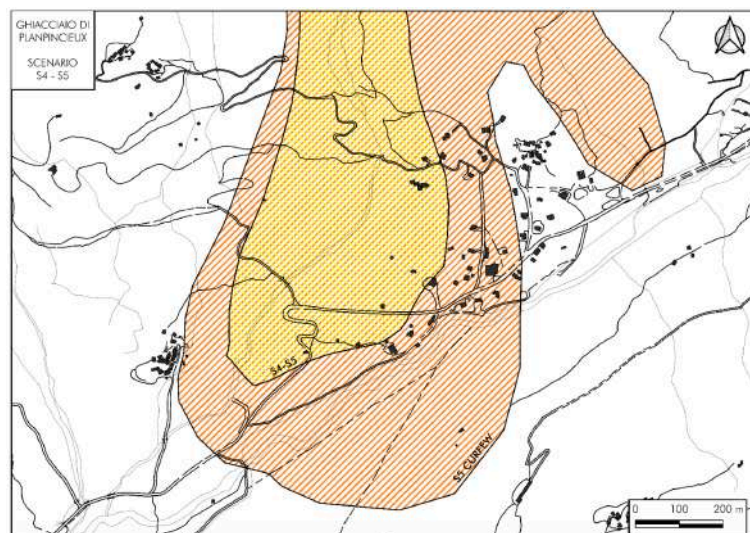 GHIACCIAIO DI
PLANPINCIEUX
SCENARIO
S4 - S5
S4-S5
S5 CURFEW
0 100 200 m